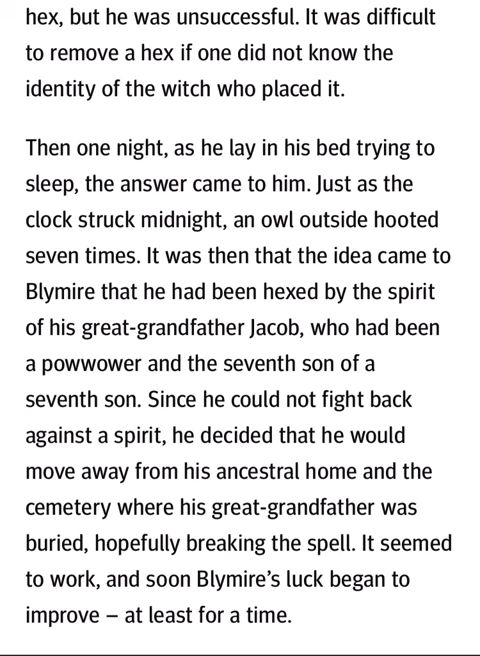 hex, but he was unsuccessful. It was difficult
to remove a hex if one did not know the
identity of the witch who placed it.
Then one night, as he lay in his bed trying to
sleep, the answer came to him. Just as the
clock struck midnight, an owl outside hooted
seven times. It was then that the idea came to
Blymire that he had been hexed by the spirit
of his great-grandfather Jacob, who had been
a powwower and the seventh son of a
seventh son. Since he could not fight back
against a spirit, he decided that he would
move away from his ancestral home and the
cemetery where his great-grandfather was
buried, hopefully breaking the spell. It seemed
to work, and soon Blymire’s luck began to
improve – at least for a time.